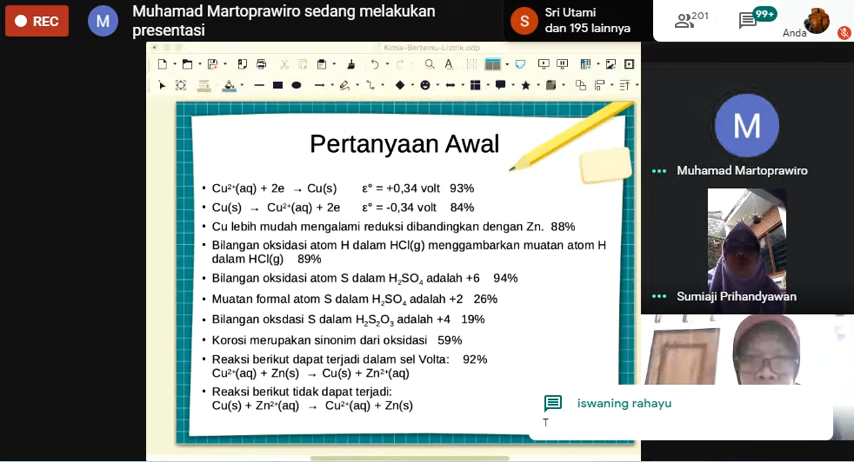 REC
M
Muhamad Martoprawiro sedang melakukan
presentasi
S
Sri Utami
dan 195 lainnya
201
99+
Anda
Kimia-Bertemu-Listrik.odp
Pertanyaan Awal
• Cu²⁺(aq) + 2e → Cu(s) ε° = +0,34 volt 93%
• Cu(s) → Cu²⁺(aq) + 2e ε° = -0,34 volt 84%
• Cu lebih mudah mengalami reduksi dibandingkan dengan Zn. 88%
• Bilangan oksidasi atom H dalam HCl(g) menggambarkan muatan atom H
dalam HCl(g) 89%
• Bilangan oksidasi atom S dalam H₂SO₄ adalah +6 94%
• Muatan formal atom S dalam H₂SO₄ adalah +2 26%
• Bilangan oksdasi S dalam H₂S₂O₃ adalah +4 19%
• Korosi merupakan sinonim dari oksidasi 59%
• Reaksi berikut dapat terjadi dalam sel Volta: 92%
Cu²⁺(aq) + Zn(s) → Cu(s) + Zn²⁺(aq)
• Reaksi berikut tidak dapat terjadi:
Cu(s) + Zn²⁺(aq) → Cu²⁺(aq) + Zn(s)
M
Muhamad Martoprawiro
Sumiaji Prihandyawan
iswaning rahayu
T